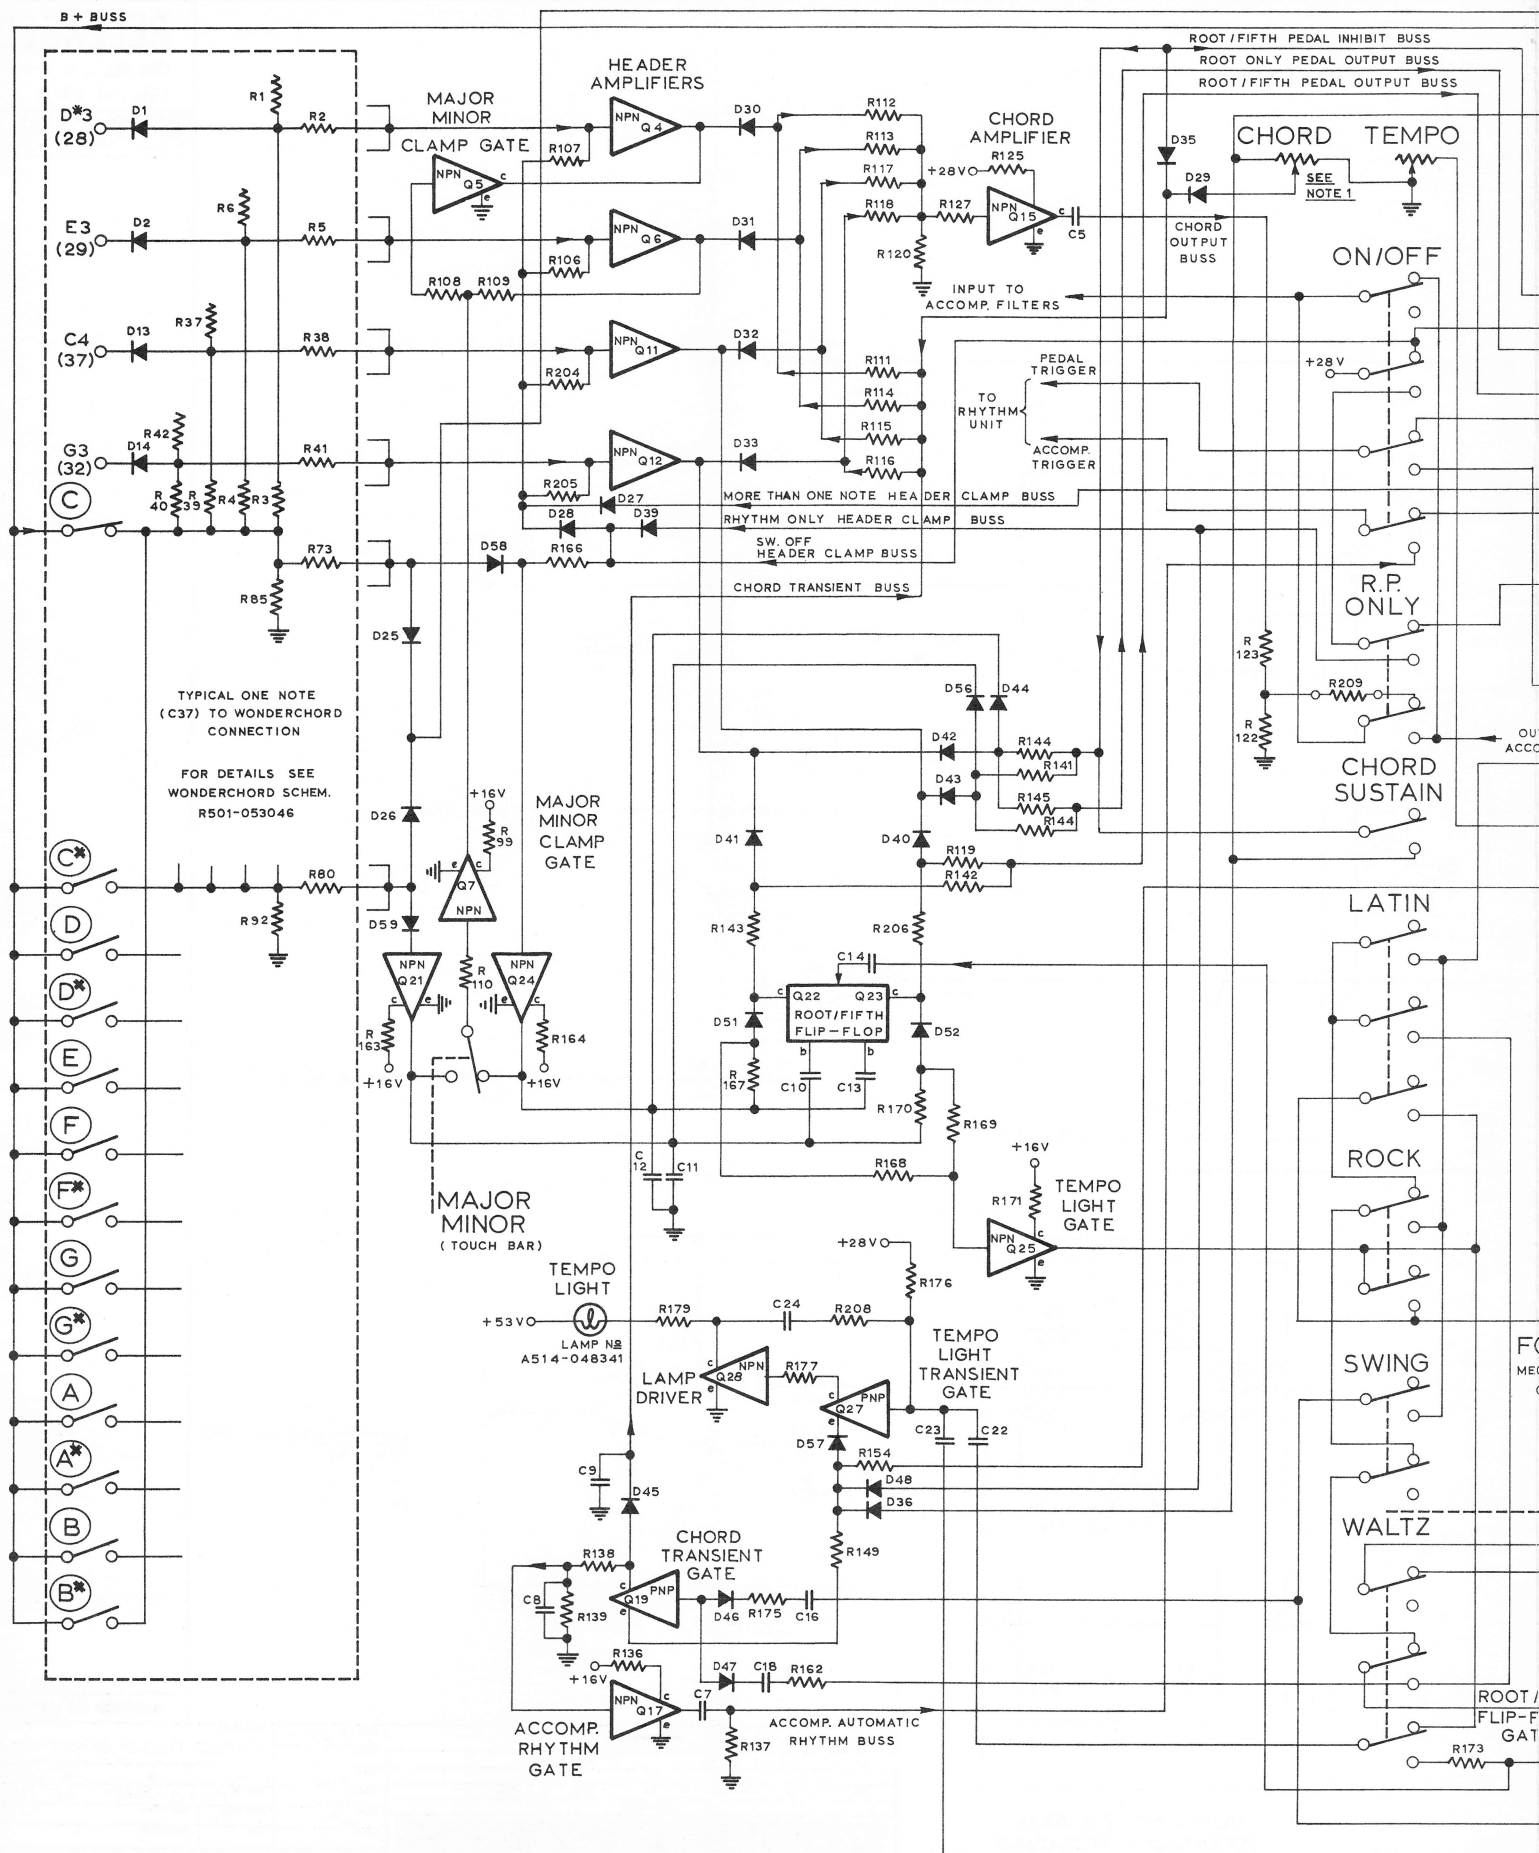 B + BUSS
ROOT/FIFTH PEDAL INHIBIT BUSS
ROOT ONLY PEDAL OUTPUT BUSS
ROOT/FIFTH PEDAL OUTPUT BUSS
HEADER
AMPLIFIERS
D*3
(28)
D1
R1
R2
MAJOR
MINOR
CLAMP GATE
NPN
Q5
c
e
R107
NPN
Q4
D30
R112
R113
R117
R118
CHORD
AMPLIFIER
R125
+28V
R127
NPN
Q15
c
e
C5
R120
D35
D29
CHORD
TEMPO
SEE
NOTE 1
CHORD
OUTPUT
BUSS
E3
(29)
D2
R6
R5
NPN
Q6
R106
D31
R108
R109
INPUT TO
ACCOMP. FILTERS
ON/OFF
C4
(37)
D13
R37
R38
NPN
Q11
R204
D32
R111
R114
R115
R116
PEDAL
TRIGGER
TO
RHYTHM
UNIT
ACCOMP.
TRIGGER
+28V
G3
(32)
D14
R42
R41
NPN
Q12
R205
D33
R
40
R
39
R4
R3
C
D27
D28
D39
MORE THAN ONE NOTE HEADER CLAMP BUSS
RHYTHM ONLY HEADER CLAMP BUSS
SW. OFF
HEADER CLAMP BUSS
R73
R85
D58
R166
CHORD TRANSIENT BUSS
R.P.
ONLY
D25
R
123
R209
R
122
OU
ACCO
TYPICAL ONE NOTE
(C37) TO WONDERCHORD
CONNECTION
FOR DETAILS SEE
WONDERCHORD SCHEM.
R501-053046
D56
D44
D42
R144
R141
D43
R145
R144
CHORD
SUSTAIN
D26
+16V
R
99
MAJOR
MINOR
CLAMP
GATE
D41
D40
R119
R142
C*
R80
R92
D59
e
c
Q7
NPN
LATIN
D
NPN
Q21
c
e
R
110
NPN
Q24
e
c
R143
R206
C14
D*
R
163
+16V
R164
+16V
c
Q22
Q23
c
ROOT/FIFTH
FLIP-FLOP
b
b
D51
D52
E
R
167
C10
C13
R170
R169
F
C
12
C11
R168
+16V
R171
F*
MAJOR
MINOR
(TOUCH BAR)
NPN
Q25
c
e
TEMPO
LIGHT
GATE
ROCK
G
+28V
R176
TEMPO
LIGHT
G*
+53V
LAMP No
A514-048341
R179
C24
R208
TEMPO
LIGHT
TRANSIENT
GATE
FO
MEC
SWING
LAMP
DRIVER
c
NPN
Q28
e
R177
c
PNP
Q27
e
A
C23
C22
D57
R154
D48
D36
A*
C9
D45
R149
B
CHORD
TRANSIENT
GATE
WALTZ
R138
c
PNP
Q19
e
D46
R175
C16
B*
C8
R139
R136
+16V
D47
C18
R162
NPN
Q17
c
e
C7
R137
ACCOMP. AUTOMATIC
RHYTHM BUSS
ACCOMP.
RHYTHM
GATE
ROOT/
FLIP-F
GAT
R173